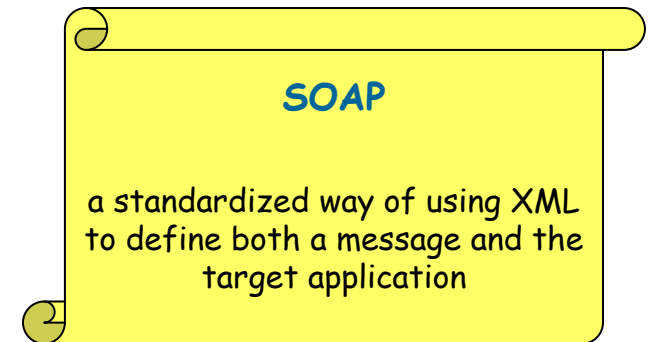 SOAP
a standardized way of using XML
to define both a message and the
target application